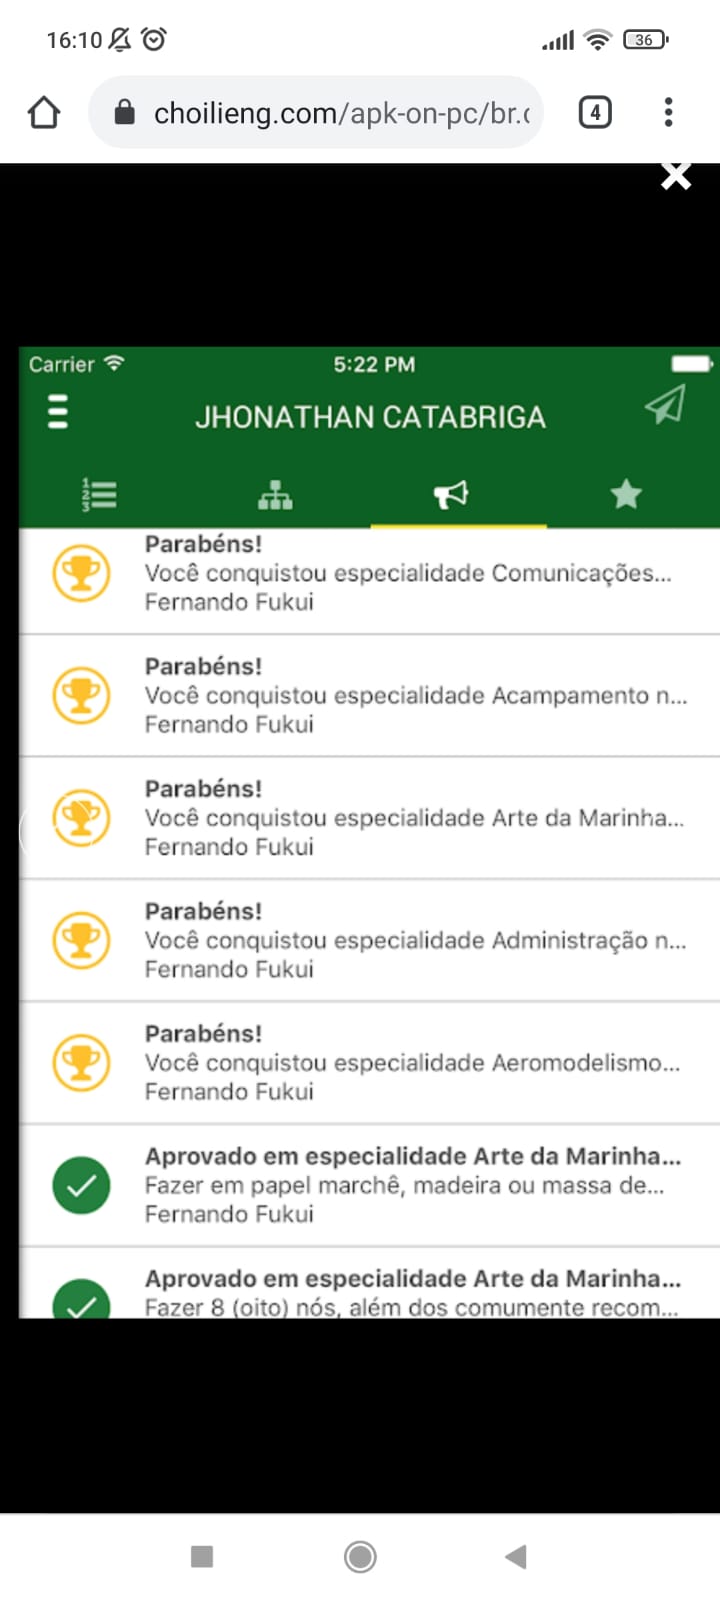 16:10
36
choilieng.com/apk-on-pc/br.
4
Carrier
5:22 PM
JHONATHAN CATABRIGA
Parabéns!
Você conquistou especialidade Comunicações...
Fernando Fukui
Parabéns!
Você conquistou especialidade Acampamento n...
Fernando Fukui
Parabéns!
Você conquistou especialidade Arte da Marinha...
Fernando Fukui
Parabéns!
Você conquistou especialidade Administração n...
Fernando Fukui
Parabéns!
Você conquistou especialidade Aeromodelismo...
Fernando Fukui
Aprovado em especialidade Arte da Marinha...
Fazer em papel marchê, madeira ou massa de...
Fernando Fukui
Aprovado em especialidade Arte da Marinha...
Fazer 8 (oito) nós, além dos comumente recom...